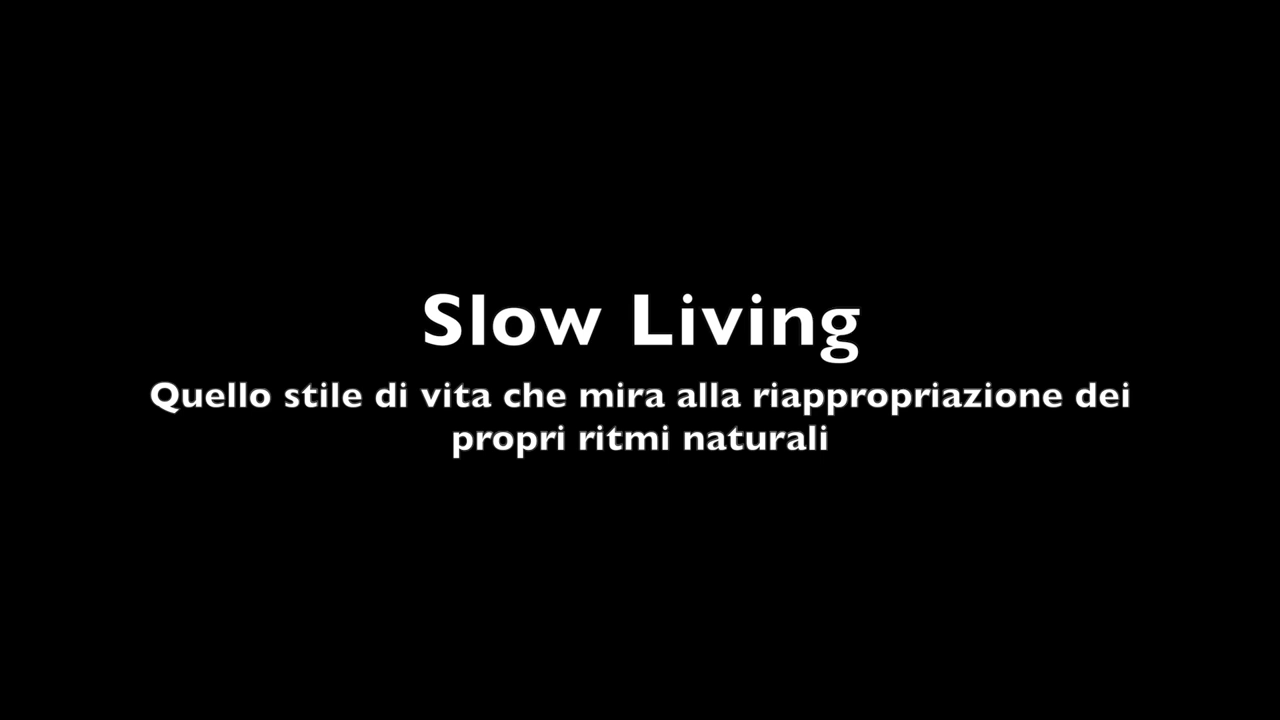 Slow Living
Quello stile di vita che mira alla riappropriazione dei
propri ritmi naturali